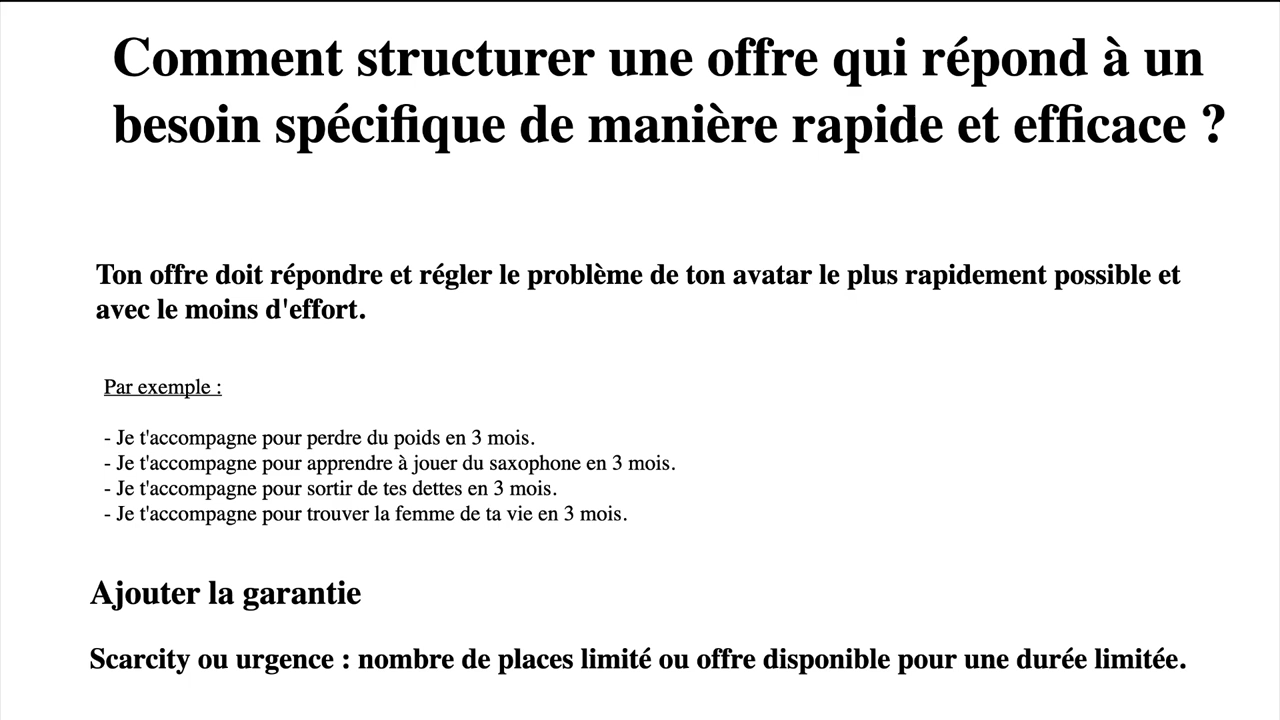 Comment structurer une offre qui répond à un
besoin spécifique de manière rapide et efficace ?
Ton offre doit répondre et régler le problème de ton avatar le plus rapidement possible et
avec le moins d'effort.
Par exemple :
- Je t'accompagne pour perdre du poids en 3 mois.
- Je t'accompagne pour apprendre à jouer du saxophone en 3 mois.
- Je t'accompagne pour sortir de tes dettes en 3 mois.
- Je t'accompagne pour trouver la femme de ta vie en 3 mois.
Ajouter la garantie
Scarcity ou urgence : nombre de places limité ou offre disponible pour une durée limitée.